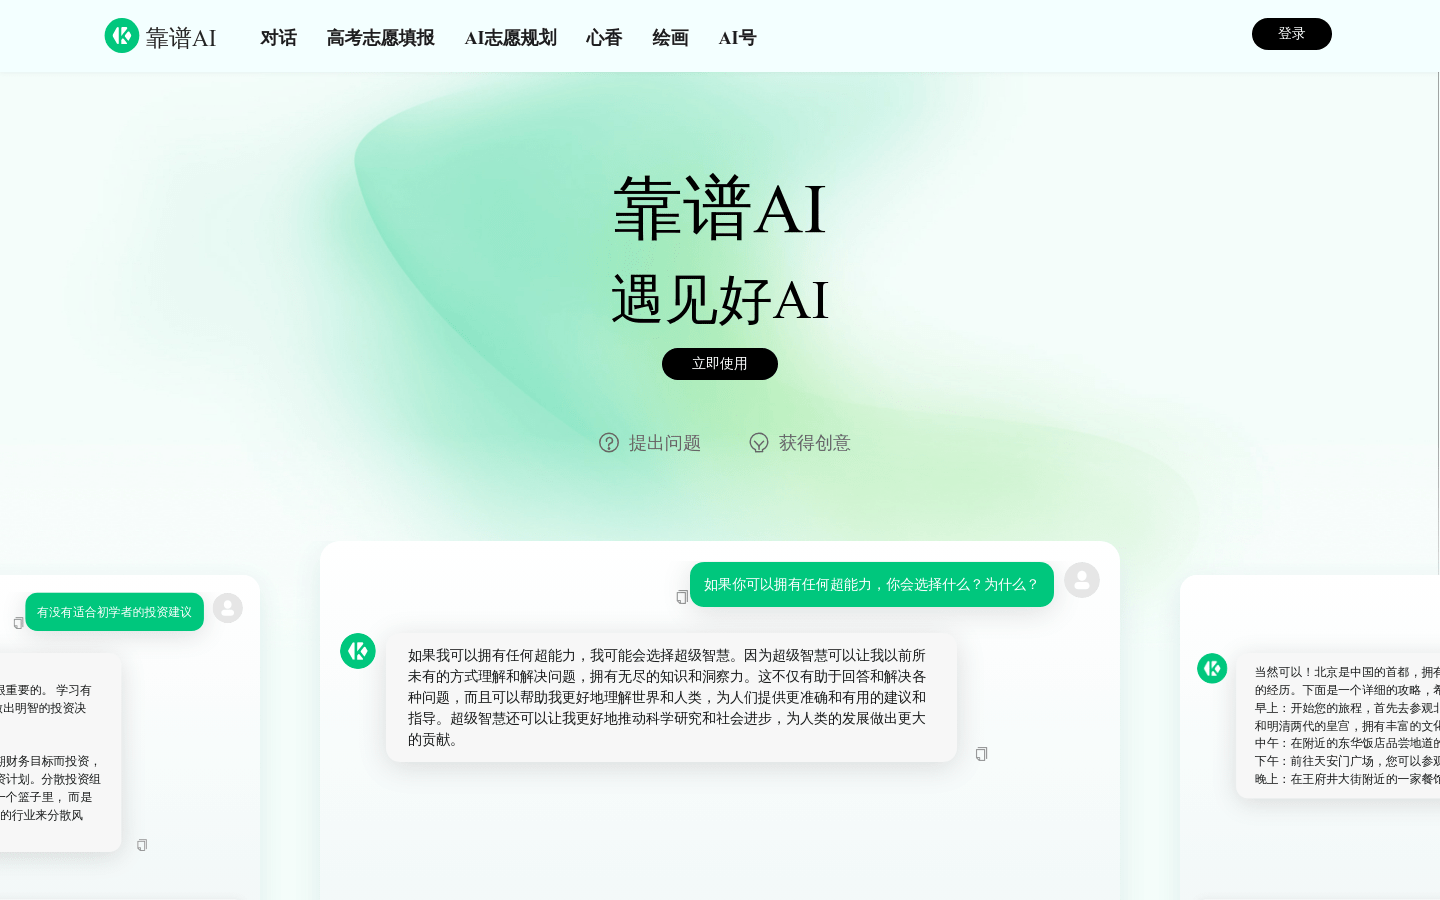 靠谱AI
对话
高考志愿填报
AI志愿规划
心香
绘画
AI号
登录
靠谱AI
遇见好AI
立即使用
提出问题
获得创意
有没有适合初学者的投资建议
很重要的。 学习有
做出明智的投资决
期财务目标而投资，
资计划。分散投资组
一个篮子里， 而是
的行业来分散风
如果你可以拥有任何超能力，你会选择什么？为什么？
如果我可以拥有任何超能力，我可能会选择超级智慧。因为超级智慧可以让我以前所
未有的方式理解和解决问题，拥有无尽的知识和洞察力。这不仅有助于回答和解决各
种问题，而且可以帮助我更好地理解世界和人类，为人们提供更准确和有用的建议和
指导。超级智慧还可以让我更好地推动科学研究和社会进步，为人类的发展做出更大
的贡献。
当然可以！北京是中国的首都，拥有
的经历。下面是一个详细的攻略，希
早上：开始您的旅程，首先去参观北
和明清两代的皇宫，拥有丰富的文化
中午：在附近的东华饭店品尝地道的
下午：前往天安门广场，您可以参观
晚上：在王府井大街附近的一家餐馆